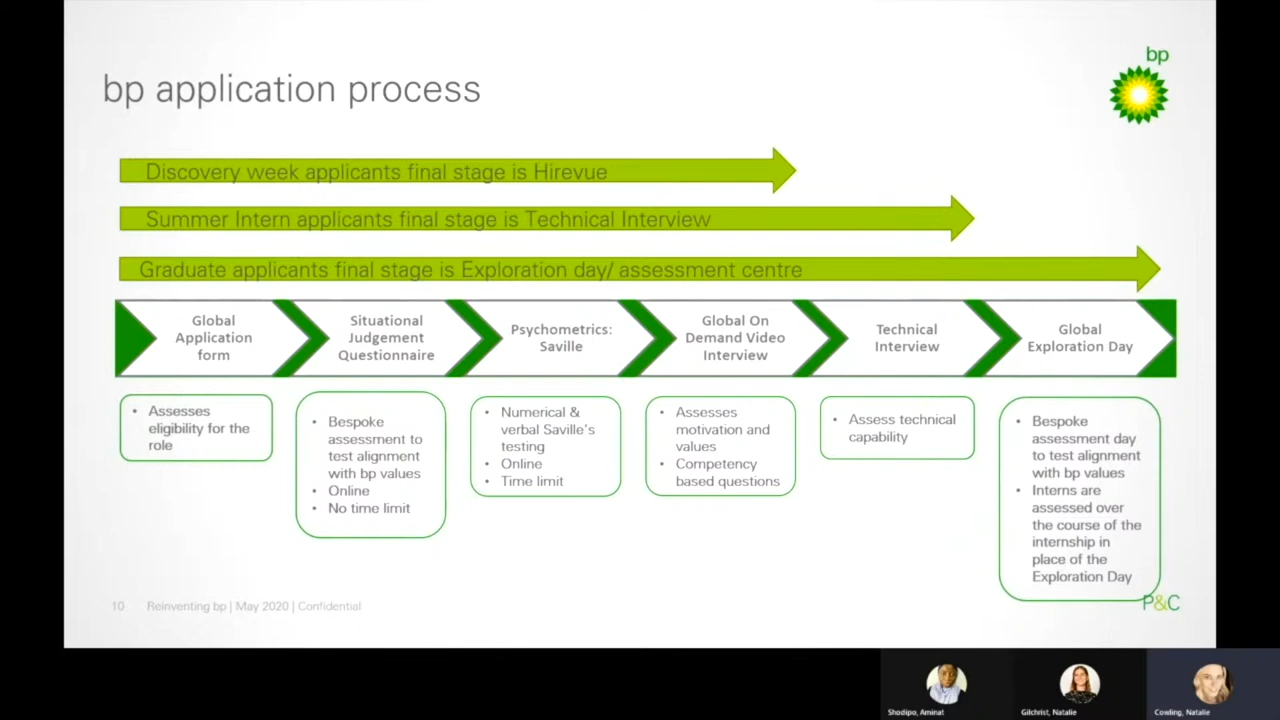 bp
bp application process
Discovery week applicants final stage is Hirevue
Summer Intern applicants final stage is Technical Interview
Graduate applicants final stage is Exploration day/ assessment centre
Global
Application
form
Situational
Judgement
Questionnaire
Psychometrics:
Saville
Global On
Demand Video
Interview
Technical
Interview
Global
Exploration Day
• Assesses
eligibility for the
role
• Bespoke
assessment to
test alignment
with bp values
• Online
• No time limit
• Numerical &
verbal Saville's
testing
• Online
• Time limit
• Assesses
motivation and
values
• Competency
based questions
• Assess technical
capability
• Bespoke
assessment day
to test alignment
with bp values
• Interns are
assessed over
the course of the
internship in
place of the
Exploration Day
10 Reinventing bp | May 2020 | Confidential
P&C
Shodipo, Aminat
Gilchrist, Natalie
Cowling, Natalie